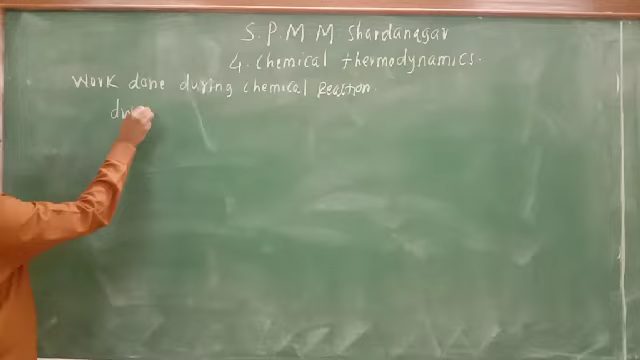 S.P.M M Shardanagar
4. Chemical thermodynamics.
Work done during chemical Reaction.